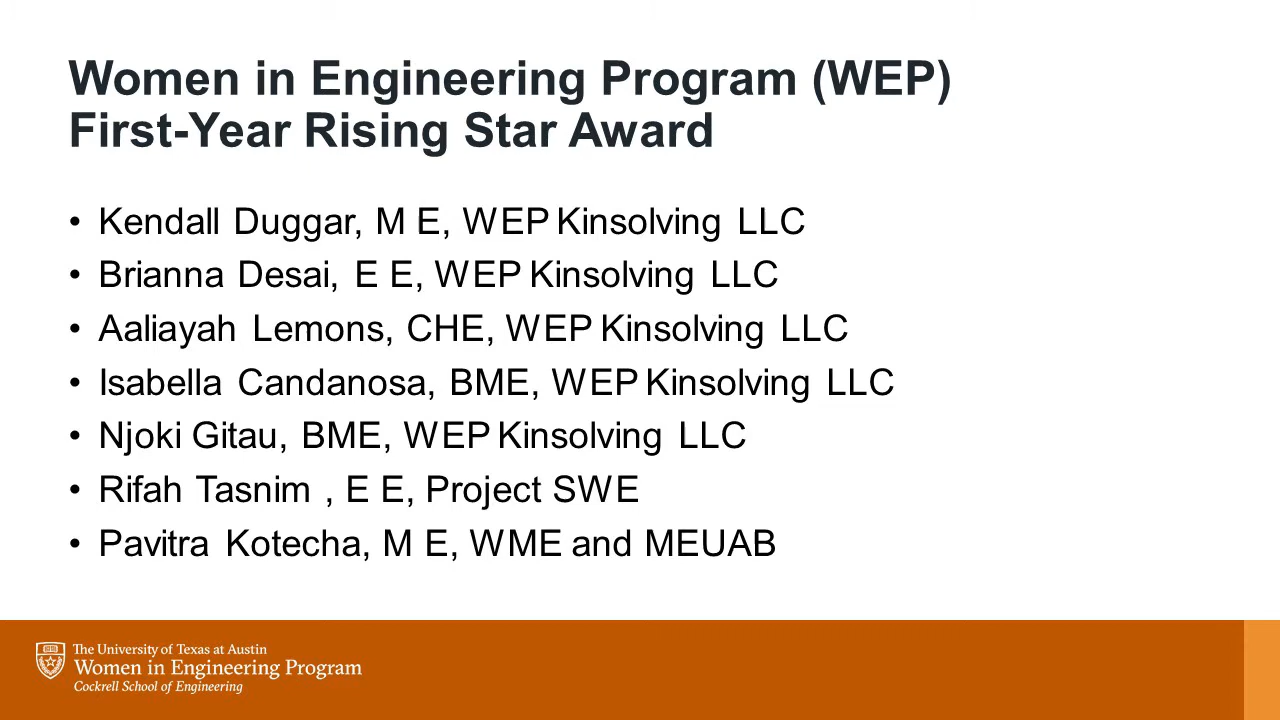 Women in Engineering Program (WEP)
First-Year Rising Star Award
• Kendall Duggar, M E, WEP Kinsolving LLC
• Brianna Desai, E E, WEP Kinsolving LLC
• Aaliayah Lemons, CHE, WEP Kinsolving LLC
• Isabella Candanosa, BME, WEP Kinsolving LLC
• Njoki Gitau, BME, WEP Kinsolving LLC
• Rifah Tasnim , E E, Project SWE
• Pavitra Kotecha, M E, WME and MEUAB
The University of Texas at Austin
Women in Engineering Program
Cockrell School of Engineering